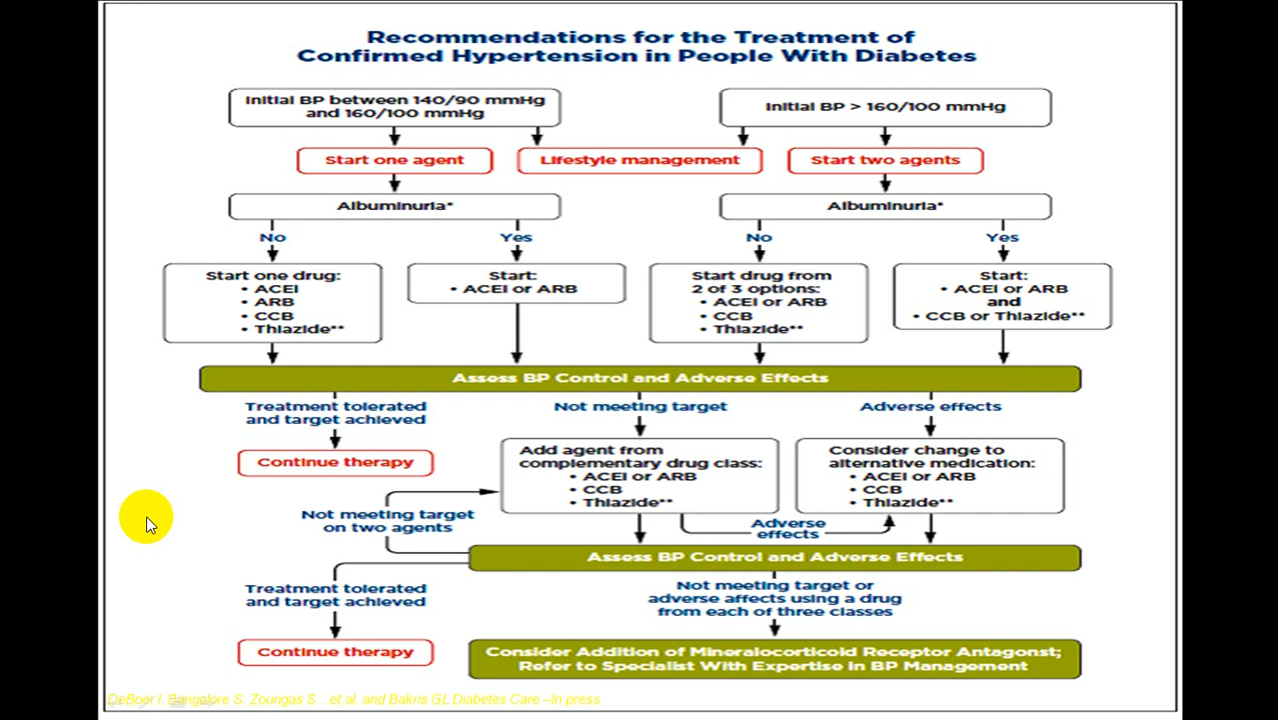 Recommendations for the Treatment of
Confirmed Hypertension in People With Diabetes
Initial BP between 140/90 mmHg
and 160/100 mmHg
Initial BP > 160/100 mmHg
Start one agent
Lifestyle management
Start two agents
Albuminuria*
Albuminuria*
No
Yes
No
Yes
Start one drug:
• ACEI
• ARB
• CCB
• Thiazide**
Start:
• ACEI or ARB
Start drug from
2 of 3 options:
• ACEI or ARB
• CCB
• Thiazide**
Start:
• ACEI or ARB
and
• CCB or Thiazide**
Assess BP Control and Adverse Effects
Treatment tolerated
and target achieved
Not meeting target
Adverse effects
Continue therapy
Add agent from
complementary drug class:
• ACEI or ARB
• CCB
• Thiazide**
Consider change to
alternative medication:
• ACEI or ARB
• CCB
• Thiazide**
Not meeting target
on two agents
Adverse
effects
Assess BP Control and Adverse Effects
Treatment tolerated
and target achieved
Not meeting target or
adverse affects using a drug
from each of three classes
Continue therapy
Consider Addition of Mineralocorticoid Receptor Antagonst;
Refer to Specialist With Expertise in BP Management
DeBoer I. Bangalore S. Zoungas S ...et.al. and Bakris GL Diabetes Care –In press